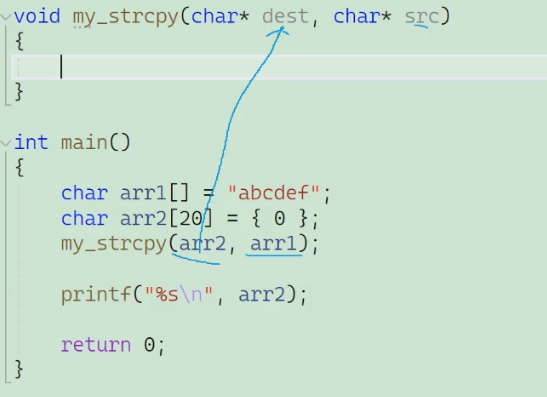 void my_strcpy(char* dest, char* src)
{
}
int main()
{
char arr1[] = "abcdef";
char arr2[20] = { 0 };
my_strcpy(arr2, arr1);
printf("%s\n", arr2);
return 0;
}